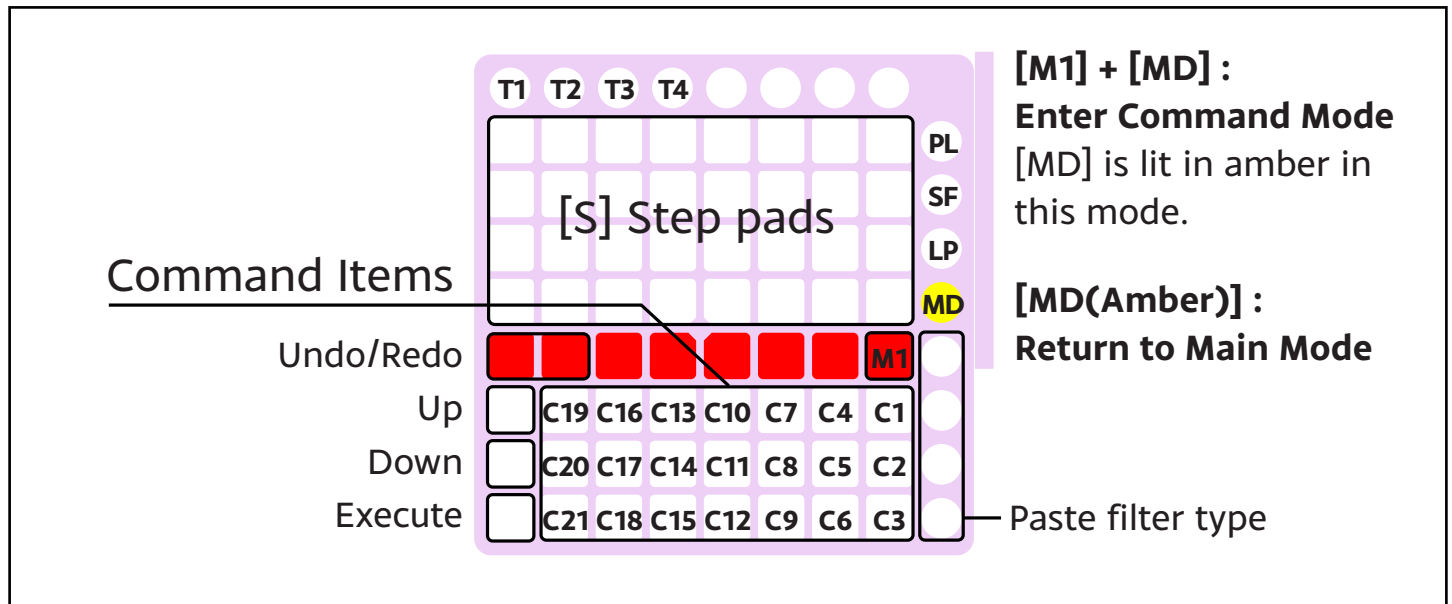 T1 T2 T3 T4
PL
SF
LP
MD
[S] Step pads
Command Items
Undo/Redo
M1
Up
C19 C16 C13 C10 C7 C4 C1
Down
C20 C17 C14 C11 C8 C5 C2
Execute
C21 C18 C15 C12 C9 C6 C3
Paste filter type
[M1] + [MD] :
Enter Command Mode
[MD] is lit in amber in
this mode.
[MD(Amber)] :
Return to Main Mode